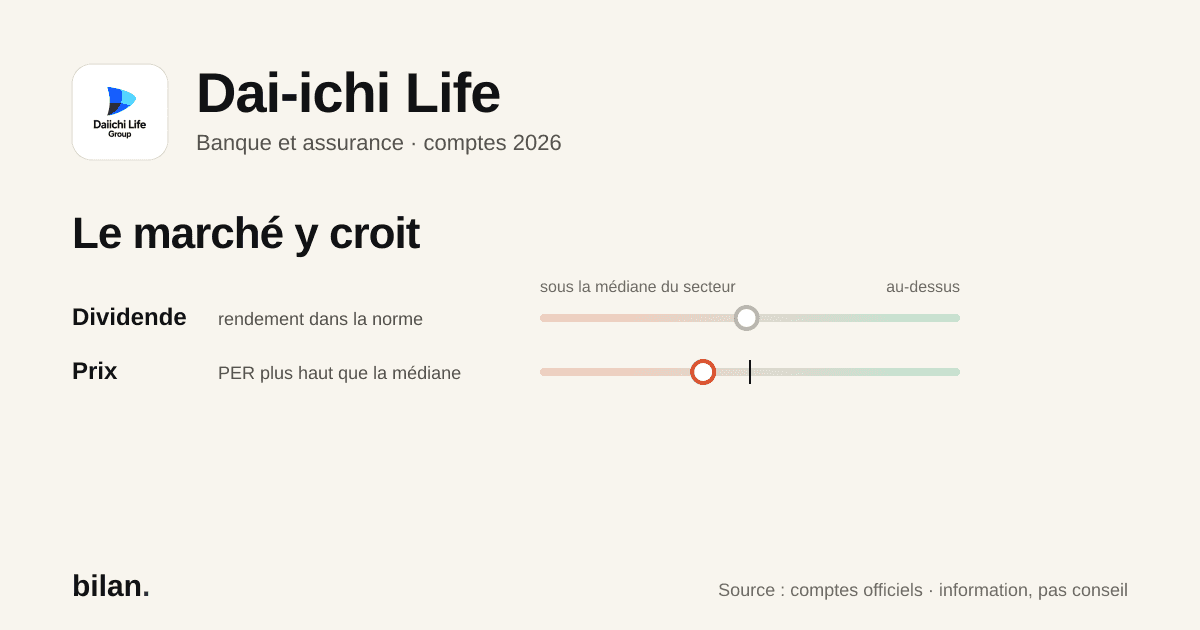 Daiichi Life
Group
Dai-ichi Life
Banque et assurance · comptes 2026
Le marché y croit
sous la médiane du secteur au-dessus
Dividende rendement dans la norme
Prix PER plus haut que la médiane
bilan.
Source : comptes officiels · information, pas conseil